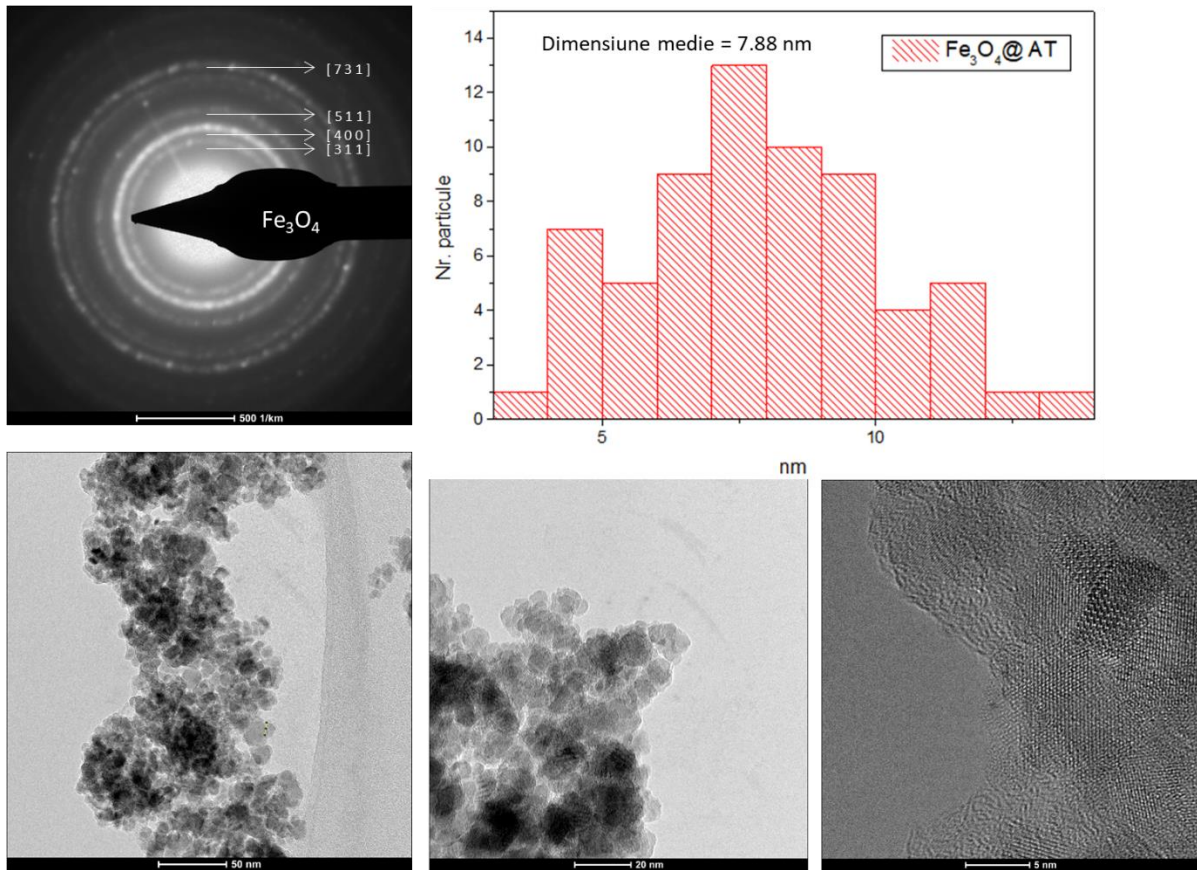 [731]
[511]
[400]
[311]
Fe₃O₄
500 1/km
Dimensiune medie = 7.88 nm
Fe₃O₄@ AT
Nr. particule
14
12
10
8
6
4
2
0
5
10
nm
50 nm
20 nm
5 nm